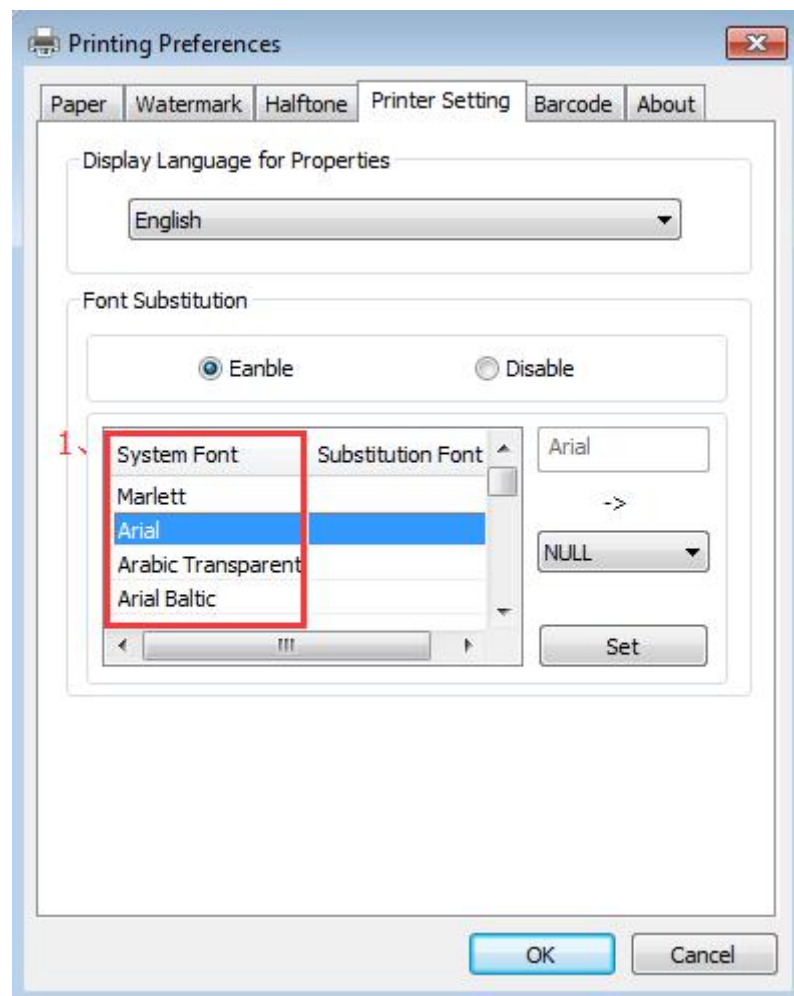 Printing Preferences
Paper Watermark Halftone Printer Setting Barcode About
Display Language for Properties
English
Font Substitution
Eanble Disable
1、
System Font Substitution Font
Marlett
Arial
Arabic Transparent
Arial Baltic
Arial
->
NULL
Set
OK Cancel